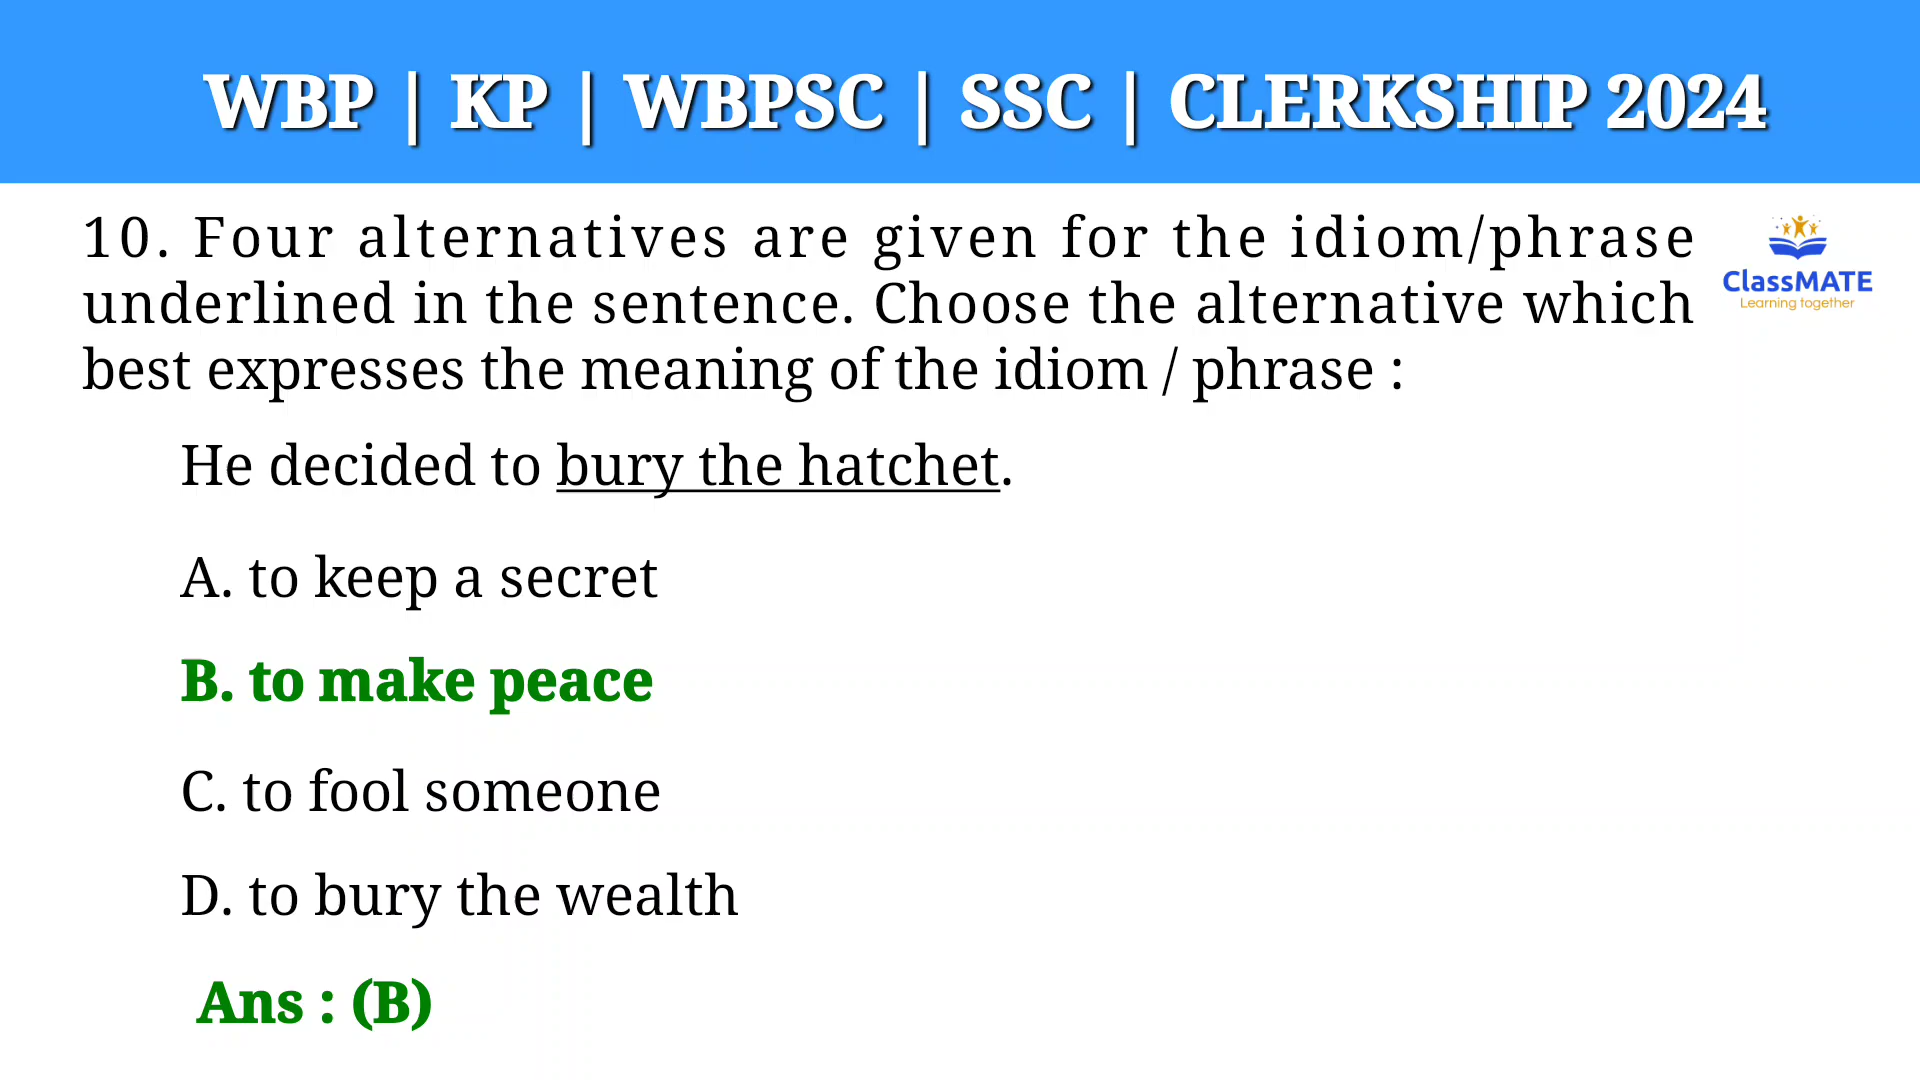 WBP | KP | WBPSC | SSC | CLERKSHIP 2024
10. Four alternatives are given for the idiom/phrase
underlined in the sentence. Choose the alternative which
best expresses the meaning of the idiom / phrase :
ClassMATE
Learning together
He decided to bury the hatchet.
A. to keep a secret
B. to make peace
C. to fool someone
D. to bury the wealth
Ans : (B)